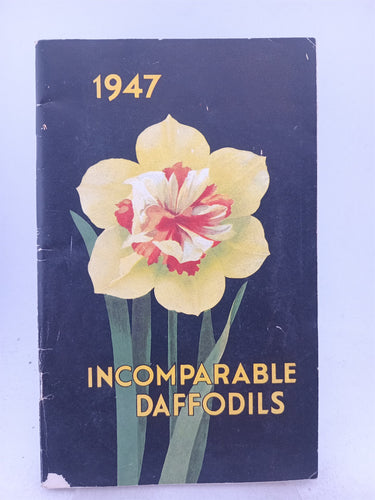 1947
INCOMPARABLE
DAFFODILS